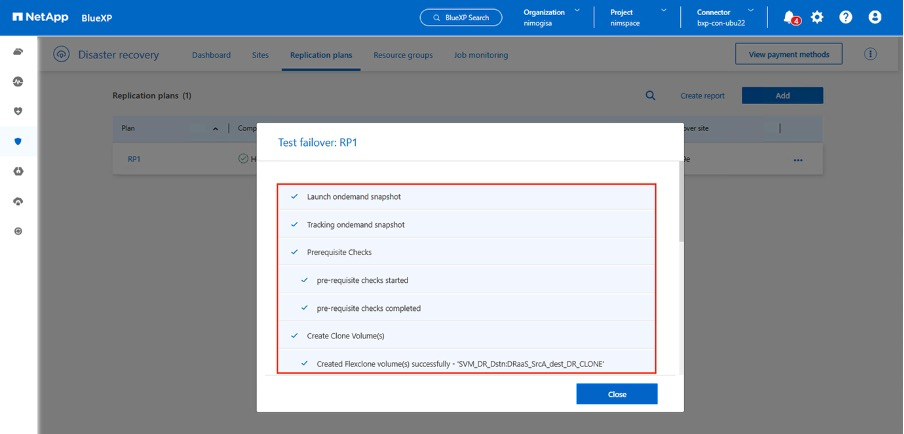 NetApp
BlueXP
BlueXP Search
Organization
nimogisa
Project
nimspace
Connector
bxp-con-ubu22
4
Disaster recovery
Dashboard
Sites
Replication plans
Resource groups
Job monitoring
View payment methods
Replication plans (1)
Create report
Add
Plan
Comp
over site
RP1
H
Test failover: RP1
Launch ondemand snapshot
Tracking ondemand snapshot
Prerequisite Checks
pre-requisite checks started
pre-requisite checks completed
Create Clone Volume(s)
Created Flexclone volume(s) successfully - 'SVM_DR_Dstn:DRaaS_SrcA_dest_DR_CLONE'
Close